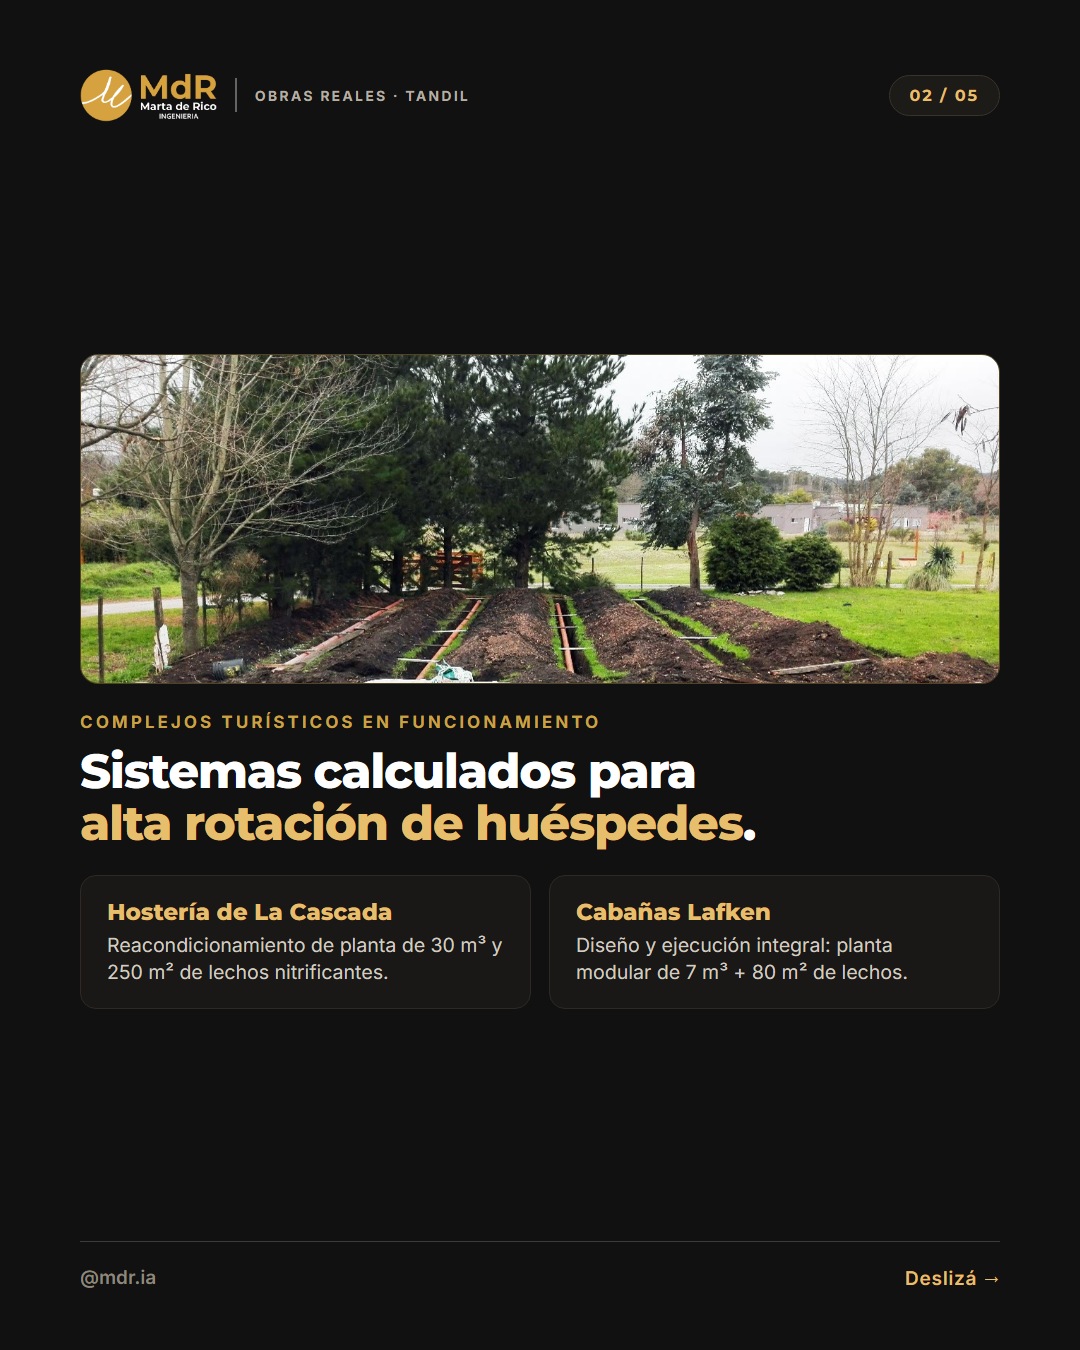 MdR
Marta de Rico
INGENIERIA
OBRAS REALES · TANDIL
02 / 05
COMPLEJOS TURÍSTICOS EN FUNCIONAMIENTO
Sistemas calculados para
alta rotación de huéspedes.
Hostería de La Cascada
Reacondicionamiento de planta de 30 m³ y
250 m² de lechos nitrificantes.
Cabañas Lafken
Diseño y ejecución integral: planta
modular de 7 m³ + 80 m² de lechos.
@mdr.ia
Deslizá →